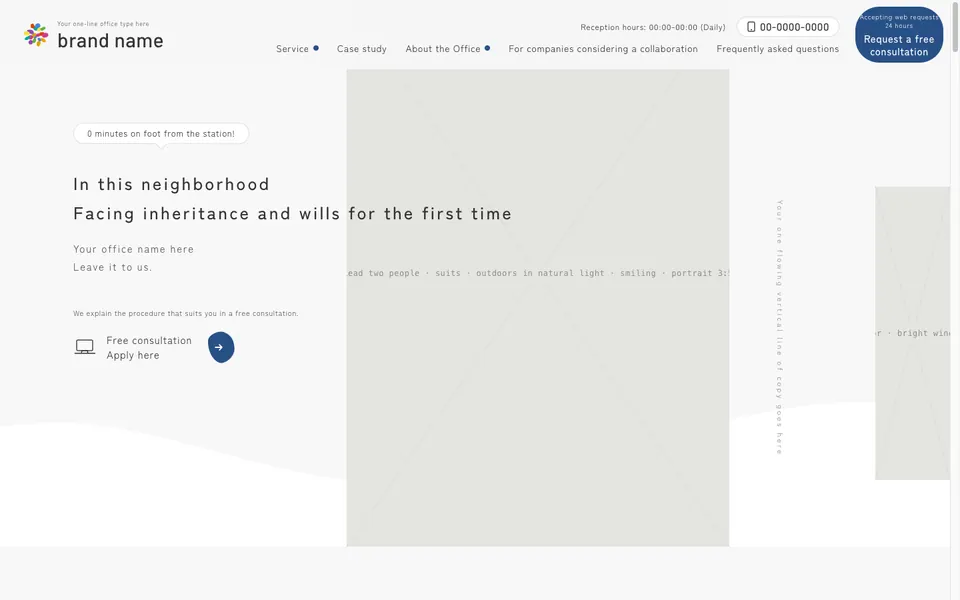 Your one-line office type here
brand name
Reception hours: 00:00-00:00 (Daily)
00-0000-0000
Accepting web requests
24 hours
Request a free
consultation
Service
Case study
About the Office
For companies considering a collaboration
Frequently asked questions
0 minutes on foot from the station!
In this neighborhood
Facing inheritance and wills for the first time
Your office name here
Leave it to us.
We explain the procedure that suits you in a free consultation.
Free consultation
Apply here
two people · suits · outdoors in natural light · smiling · portrait
Your one flowing vertical line of copy goes here
· bright